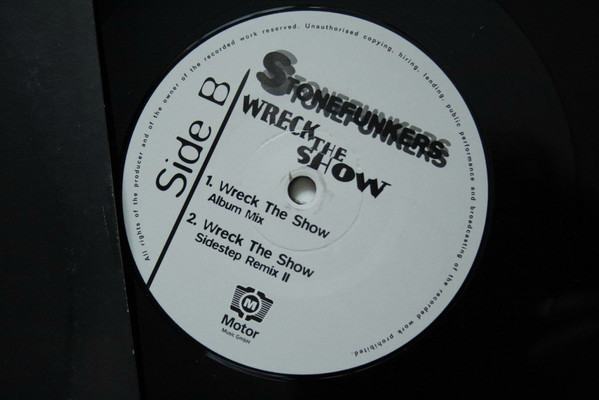 All rights of the producer and of the owner of the recorded work reserved. Unauthorised copying, hiring, lending, public performance and broadcasting of the recorded work prohibited.
Side B
STONEFUNKERS
WRECK
THE
SHOW
1. Wreck The Show
Album Mix
2. Wreck The Show
Sidestep Remix II
M
Motor
Music GmbH